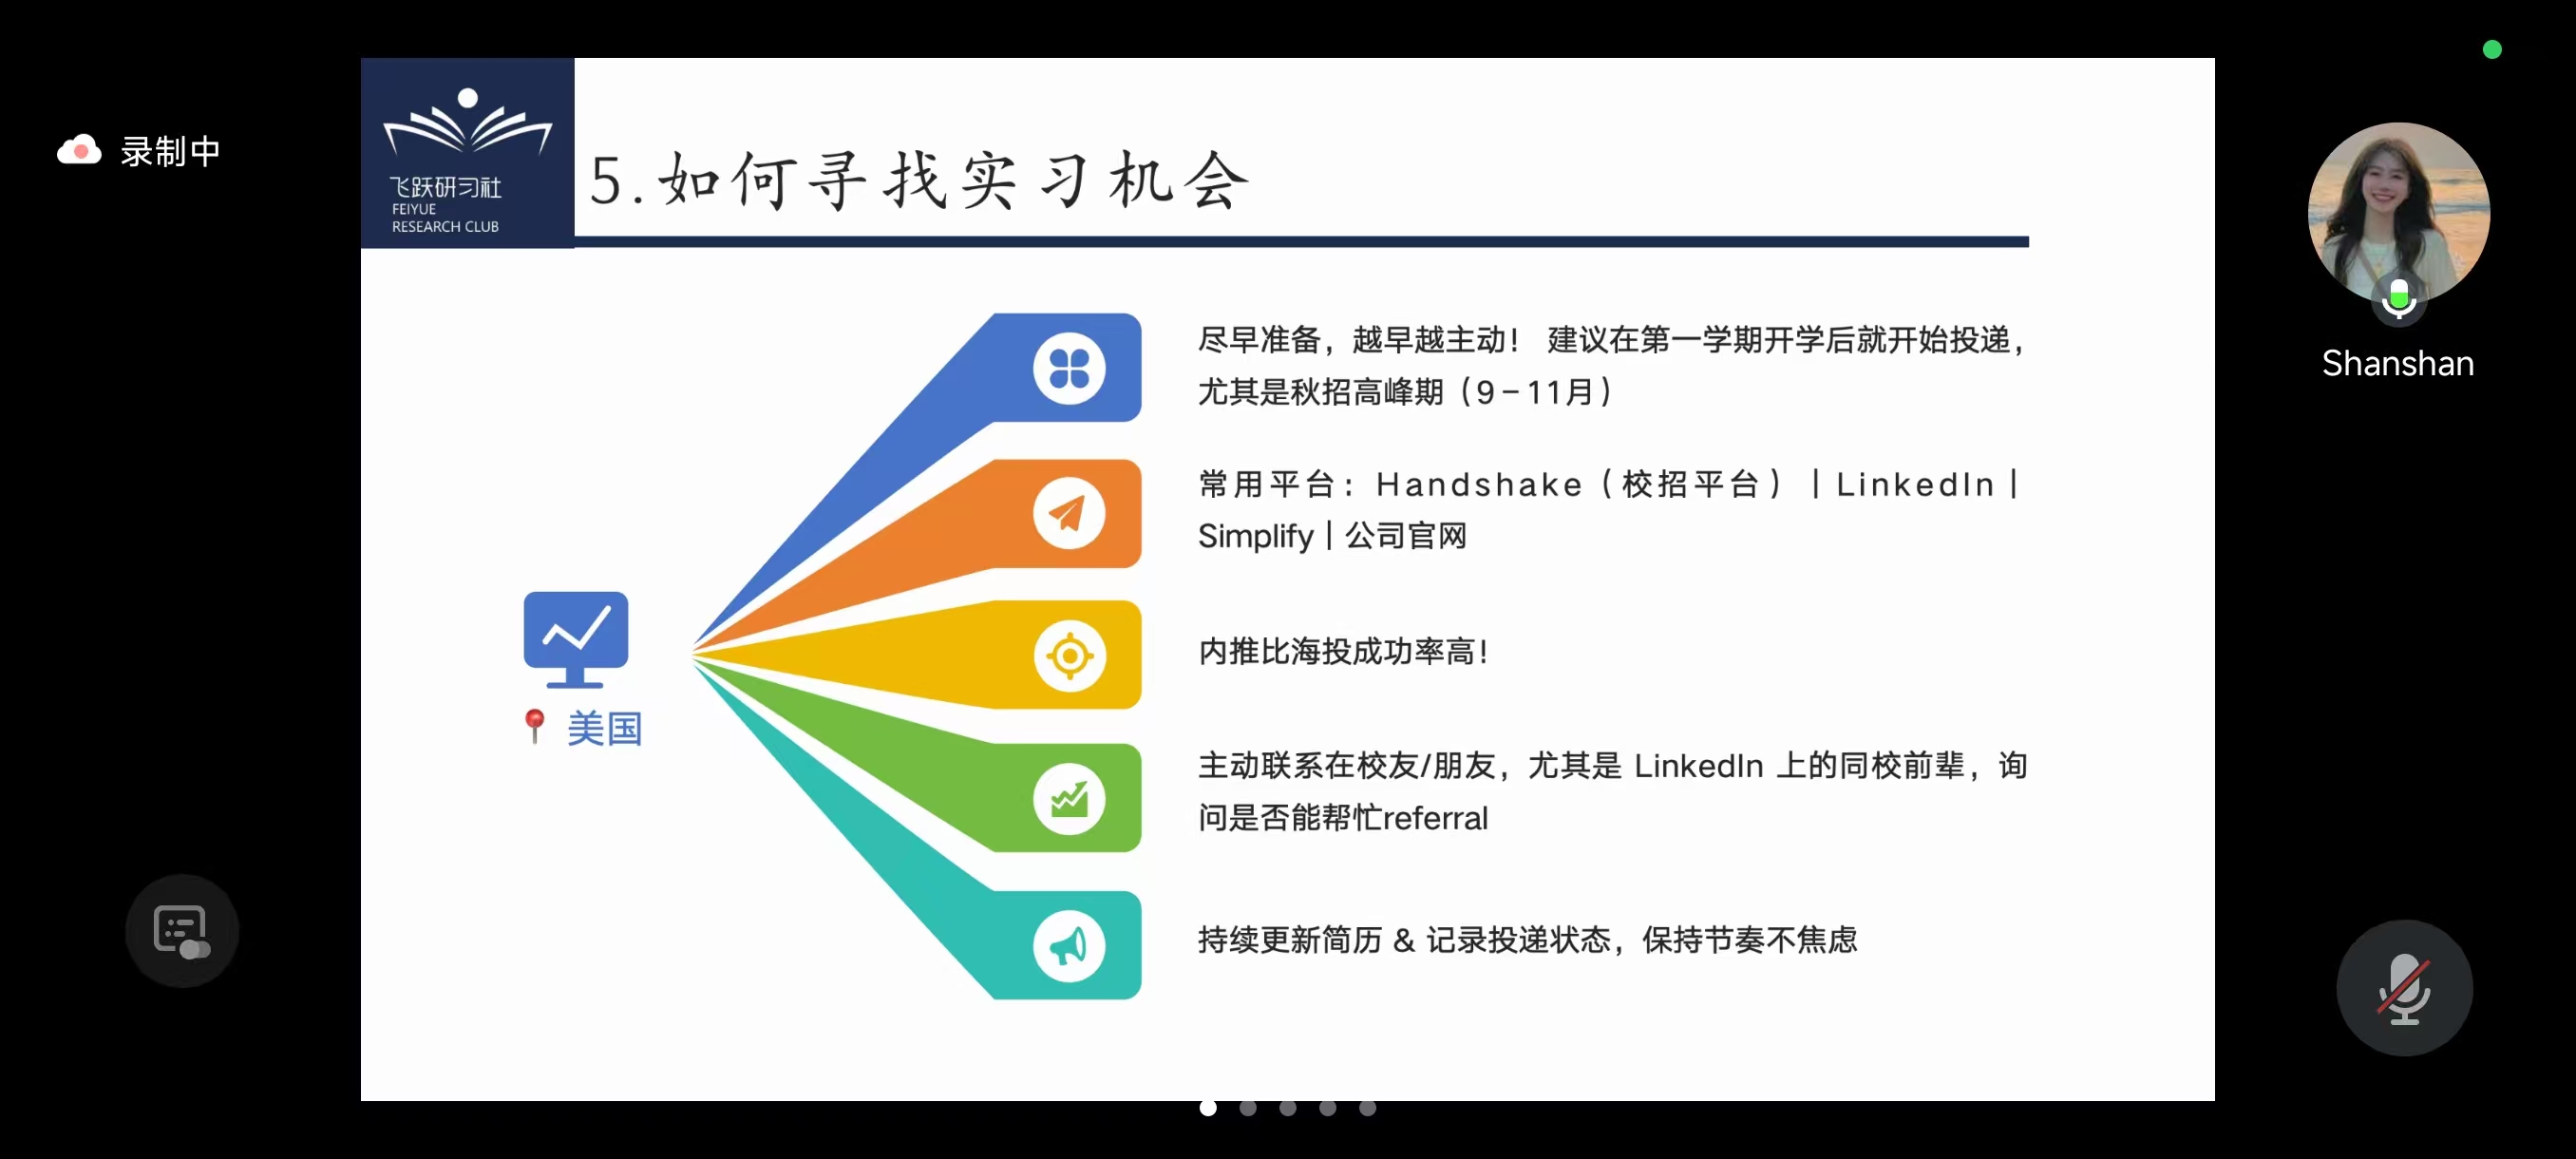 录制中
飞跃研习社
FEIYUE
RESEARCH CLUB
5.如何寻找实习机会
Shanshan
尽早准备，越早越主动！ 建议在第一学期开学后就开始投递，
尤其是秋招高峰期（9-11月）
常用平台：Handshake（校招平台）| LinkedIn |
Simplify | 公司官网
内推比海投成功率高！
美国
主动联系在校友/朋友，尤其是 LinkedIn 上的同校前辈，询
问是否能帮忙referral
持续更新简历 & 记录投递状态，保持节奏不焦虑